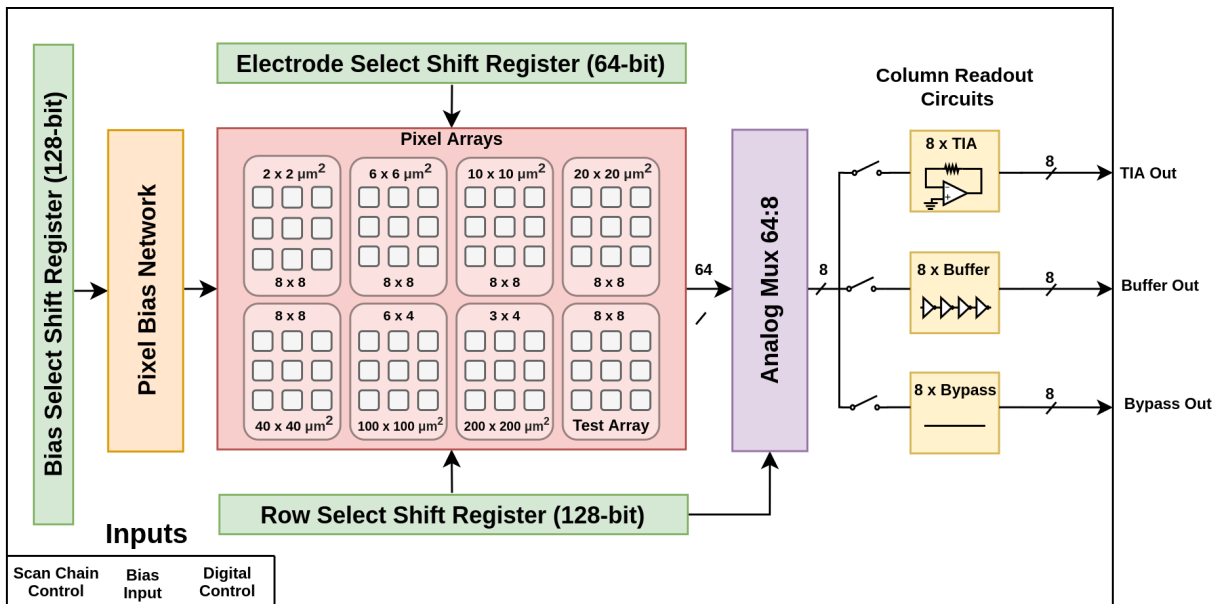 Electrode Select Shift Register (64-bit)
Bias Select Shift Register (128-bit)
Pixel Bias Network
Pixel Arrays
2 x 2 μm²
6 x 6 μm²
10 x 10 μm²
20 x 20 μm²
8 x 8
8 x 8
8 x 8
8 x 8
8 x 8
6 x 4
3 x 4
8 x 8
40 x 40 μm²
100 x 100 μm²
200 x 200 μm²
Test Array
Row Select Shift Register (128-bit)
64
Analog Mux 64:8
8
Column Readout
Circuits
8 x TIA
- 
+
8
TIA Out
8 x Buffer
8
Buffer Out
8 x Bypass
8
Bypass Out
Inputs
Scan Chain
Control
Bias
Input
Digital
Control